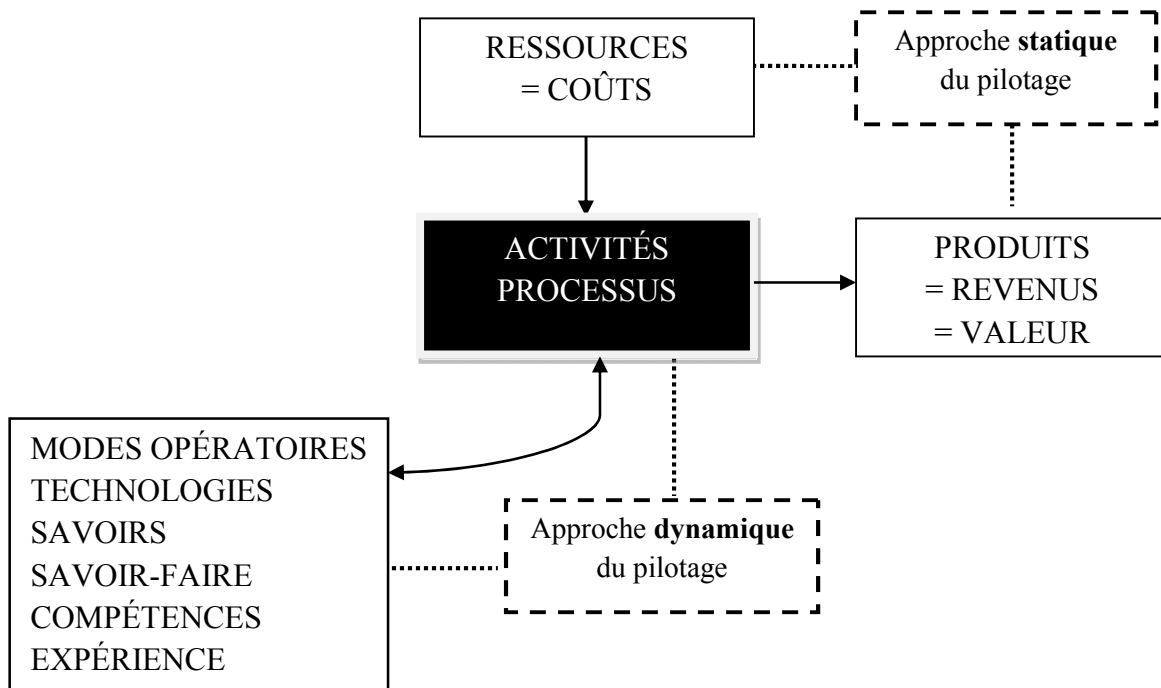 RESSOURCES
= COÛTS
Approche statique
du pilotage
ACTIVITÉS
PROCESSUS
PRODUITS
= REVENUS
= VALEUR
MODES OPÉRATOIRES
TECHNOLOGIES
SAVOIRS
SAVOIR-FAIRE
COMPÉTENCES
EXPÉRIENCE
Approche dynamique
du pilotage